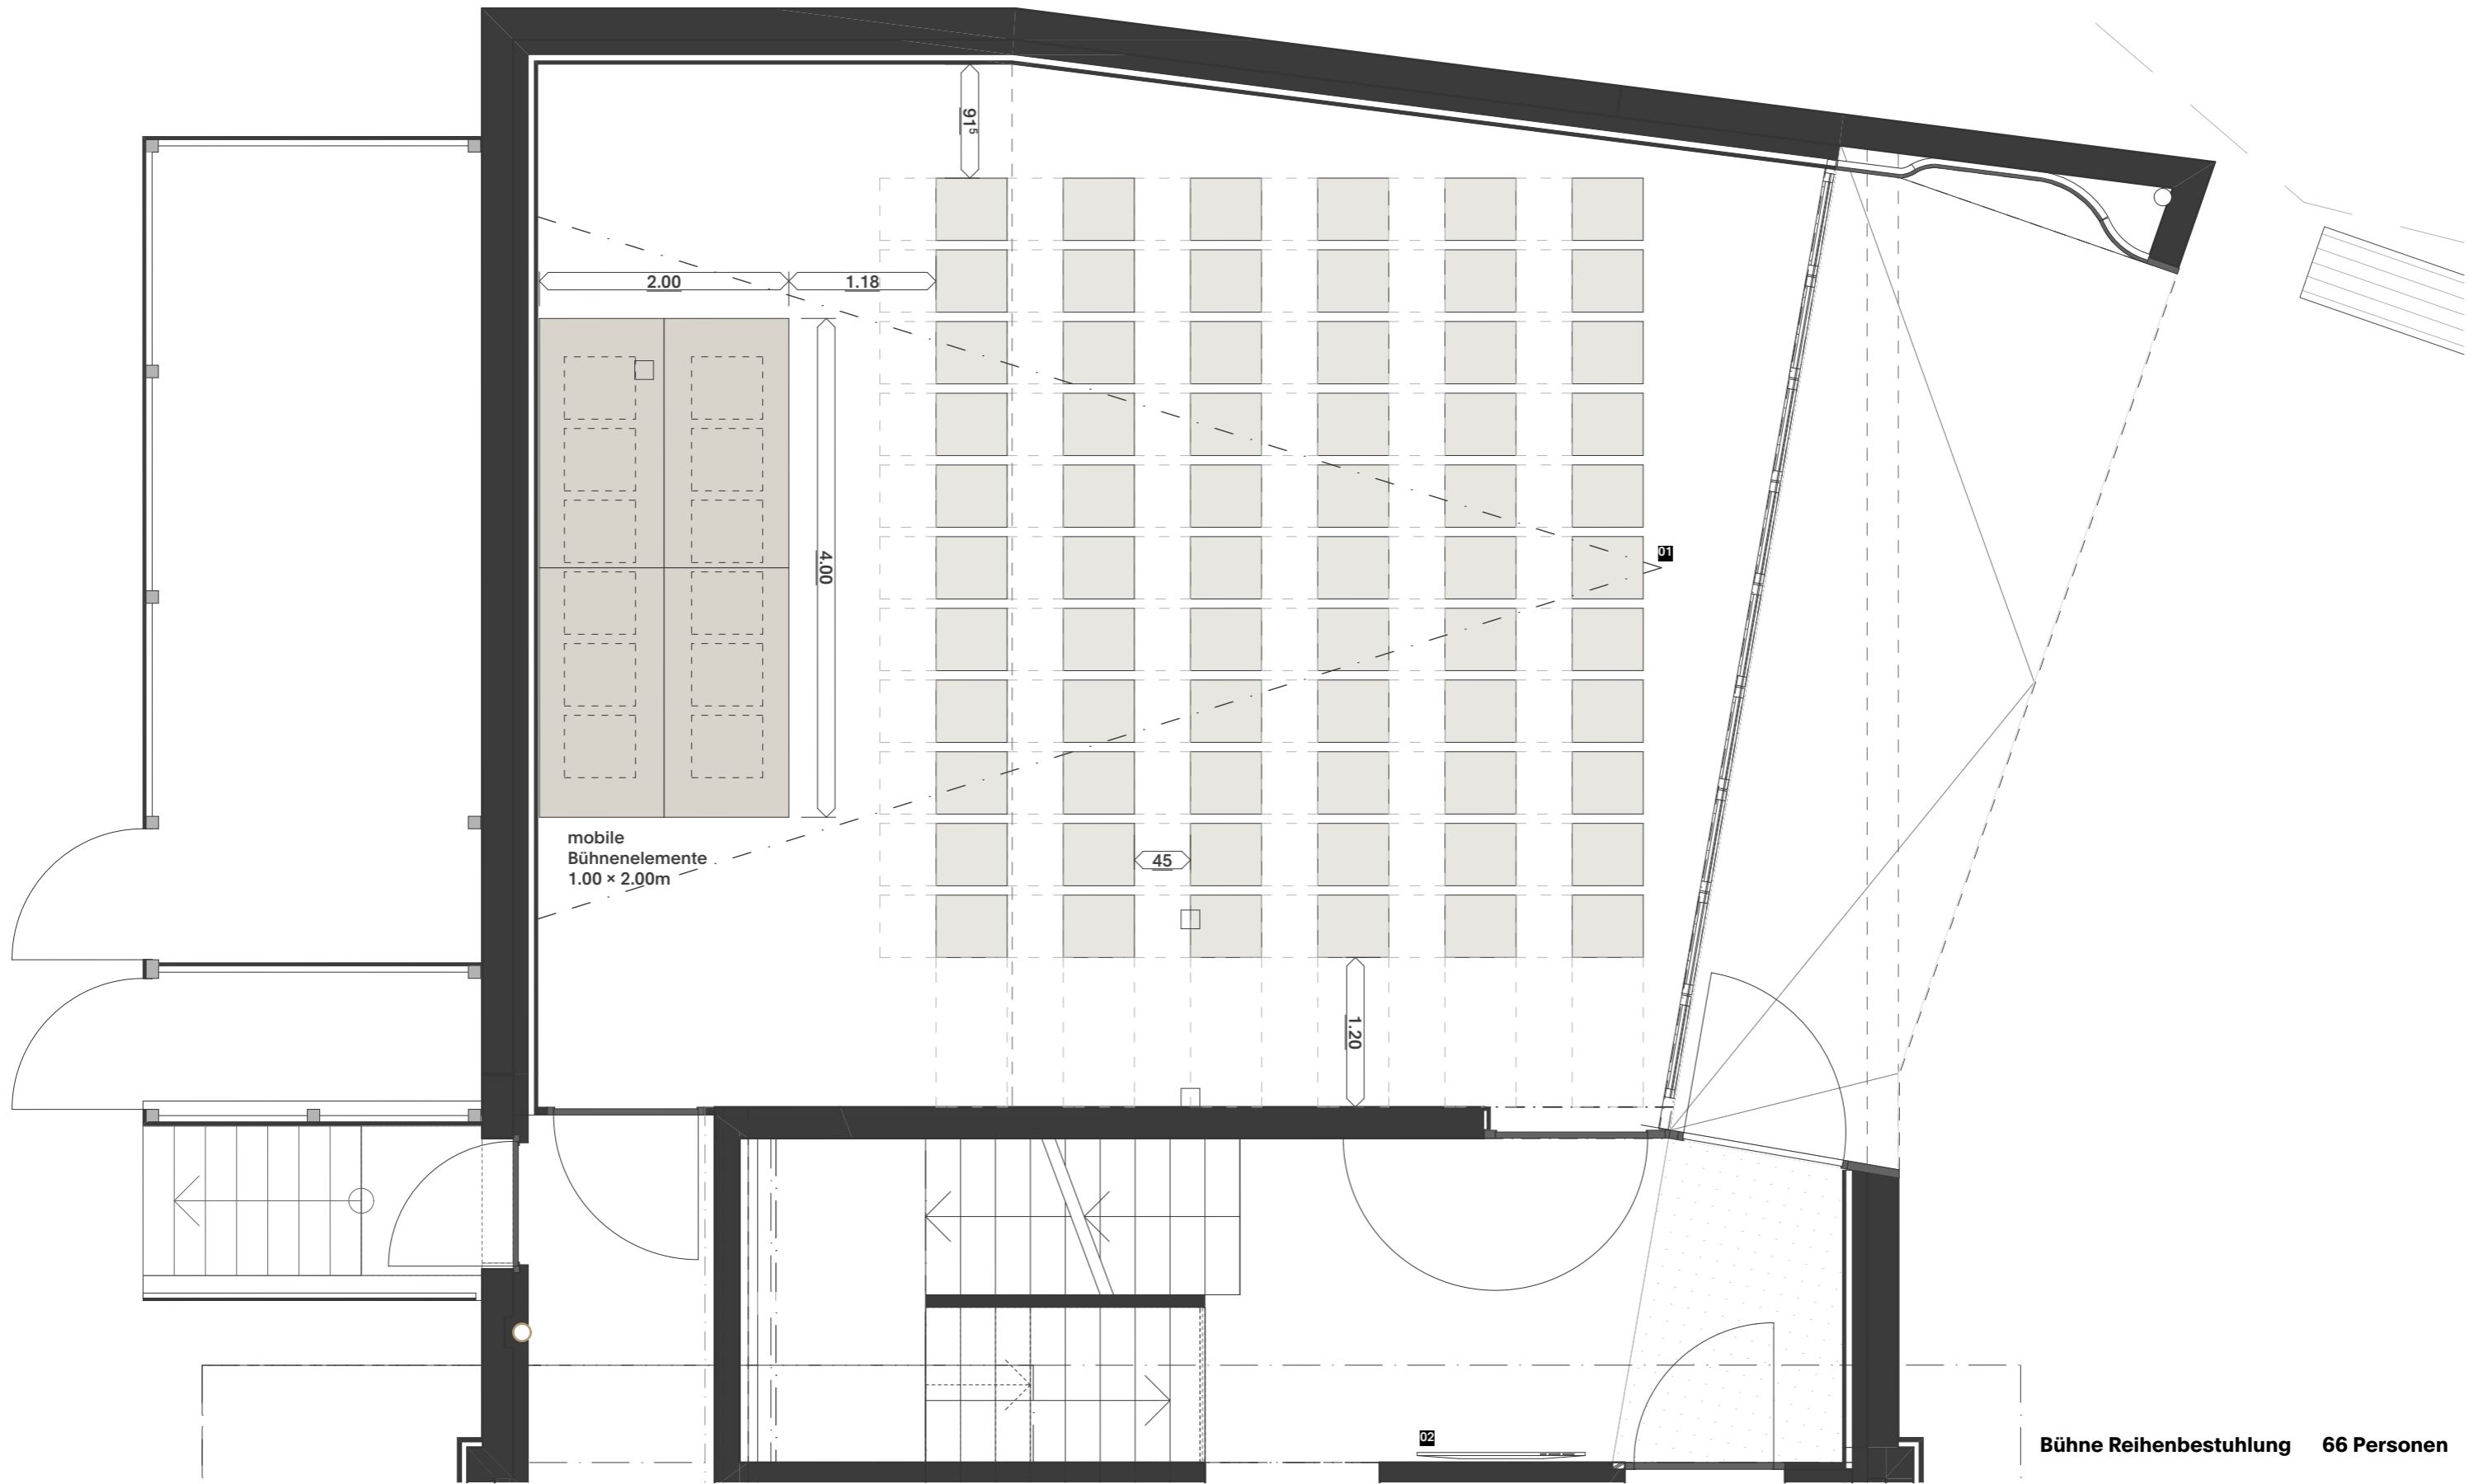 91⁵
2.00
1.18
4.00
01
mobile
Bühnenelemente
1.00 × 2.00m
45
1.20
02
Bühne Reihenbestuhlung 66 Personen